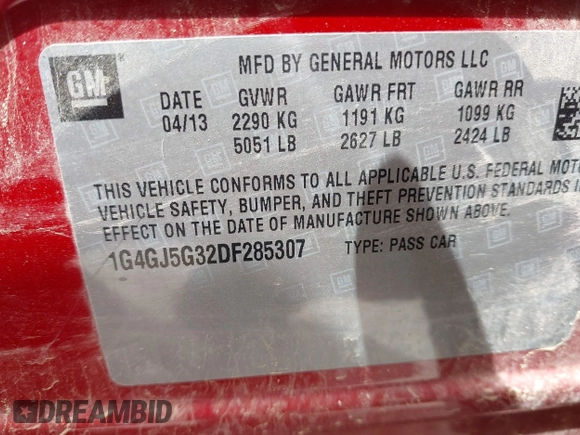 GM
MFD BY GENERAL MOTORS LLC
DATE GVWR GAWR FRT GAWR RR
04/13 2290 KG 1191 KG 1099 KG
5051 LB 2627 LB 2424 LB
THIS VEHICLE CONFORMS TO ALL APPLICABLE U.S. FEDERAL MOTO
VEHICLE SAFETY, BUMPER, AND THEFT PREVENTION STANDARDS I
EFFECT ON THE DATE OF MANUFACTURE SHOWN ABOVE.
1G4GJ5G32DF285307 TYPE: PASS CAR
DREAMBID